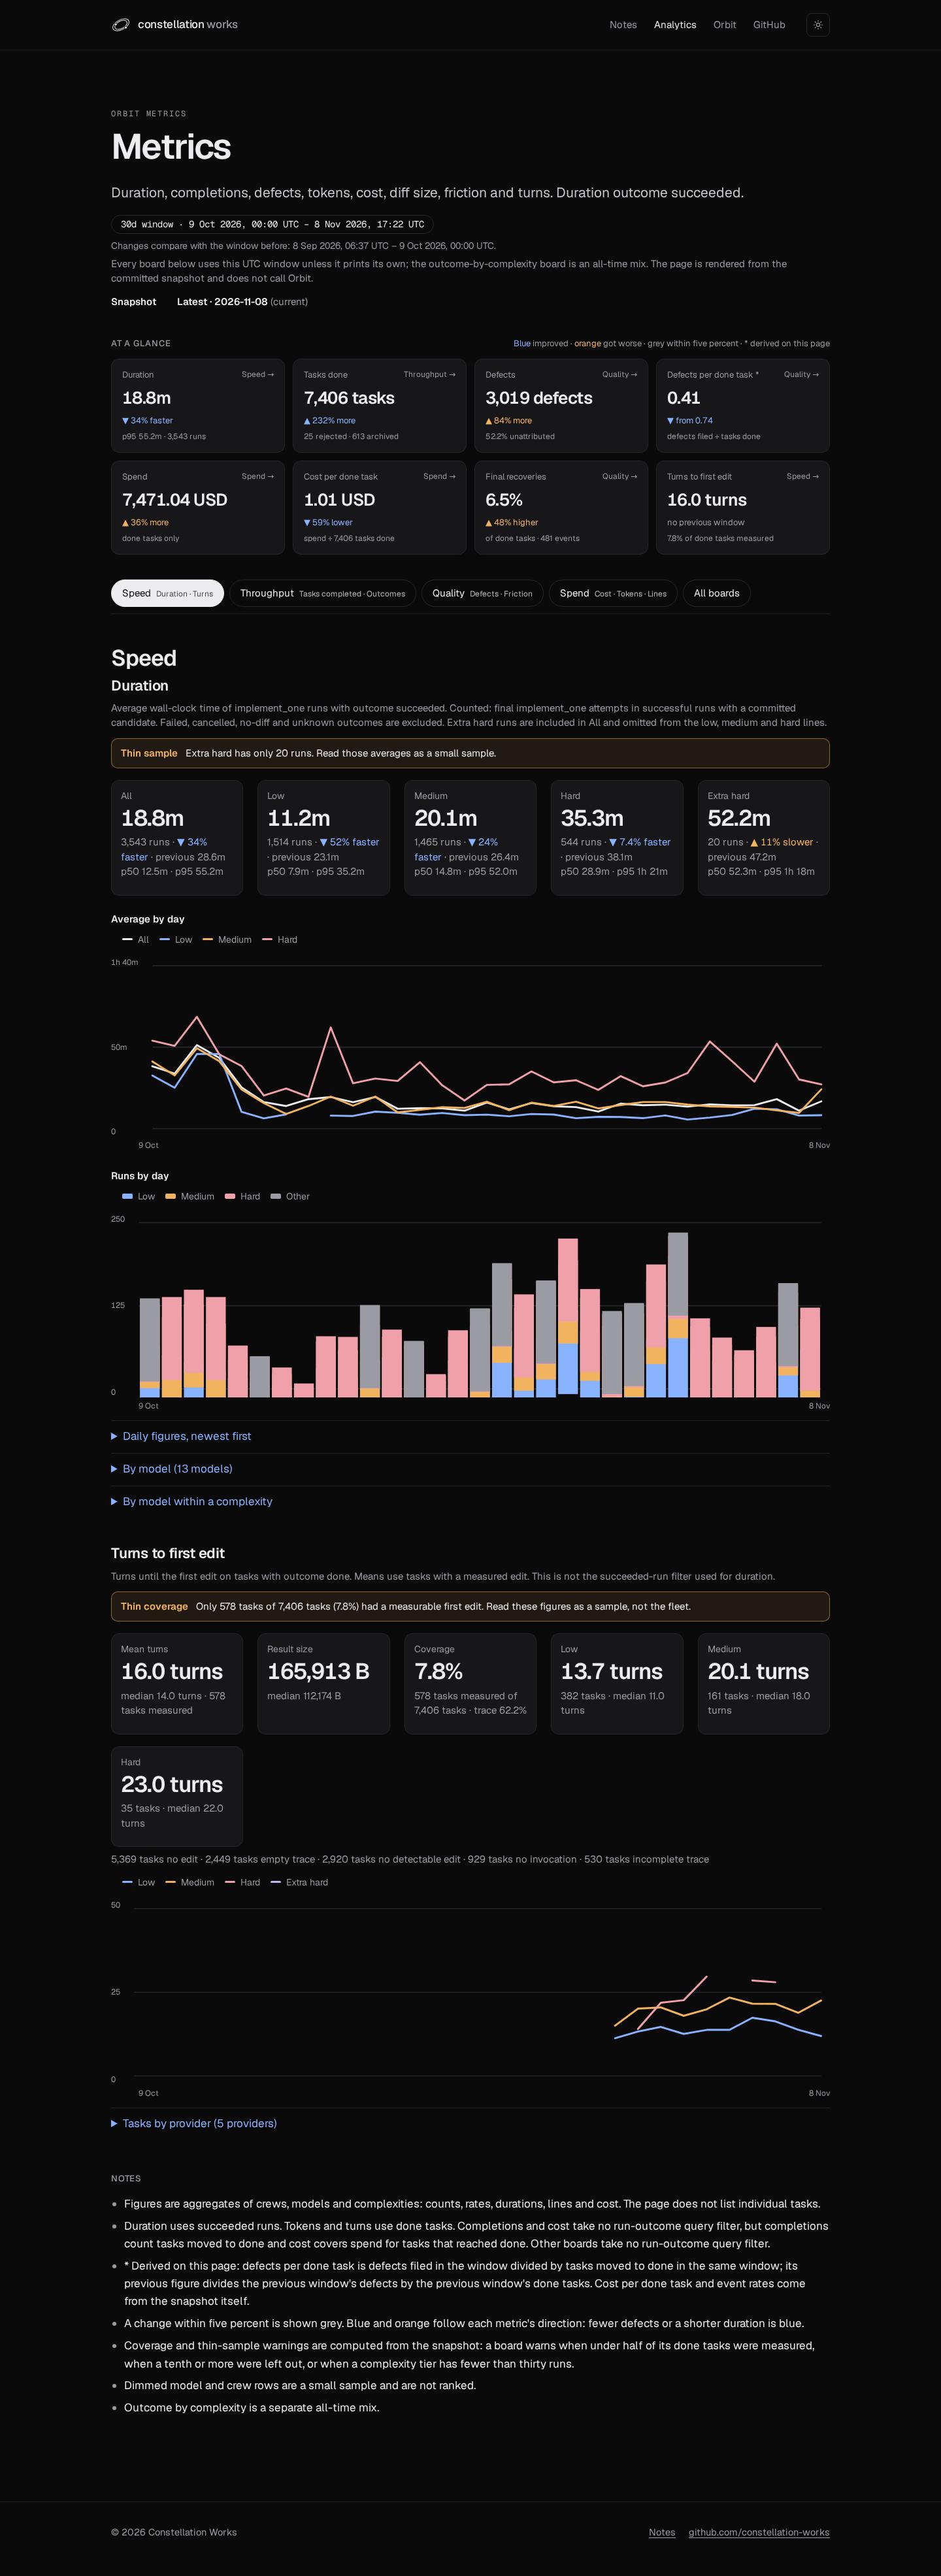 constellation works
Notes Analytics Orbit GitHub
ORBIT METRICS
Metrics
Duration, completions, defects, tokens, cost, diff size, friction and turns. Duration outcome succeeded.
30d window · 9 Oct 2026, 00:00 UTC – 8 Nov 2026, 17:22 UTC
Changes compare with the window before: 8 Sep 2026, 06:37 UTC – 9 Oct 2026, 00:00 UTC.
Every board below uses this UTC window unless it prints its own; the outcome-by-complexity board is an all-time mix. The page is rendered from the
committed snapshot and does not call Orbit.
Snapshot Latest · 2026-11-08 (current)
AT A GLANCE
Blue improved · orange got worse · grey within five percent · * derived on this page
Duration Speed →
18.8m
▼ 34% faster
p95 55.2m · 3,543 runs
Tasks done Throughput →
7,406 tasks
▲ 232% more
25 rejected · 613 archived
Defects Quality →
3,019 defects
▲ 84% more
52.2% unattributed
Defects per done task * Quality →
0.41
▼ from 0.74
defects filed ÷ tasks done
Spend Spend →
7,471.04 USD
▲ 36% more
done tasks only
Cost per done task Spend →
1.01 USD
▼ 59% lower
spend ÷ 7,406 tasks done
Final recoveries Quality →
6.5%
▲ 48% higher
of done tasks · 481 events
Turns to first edit Speed →
16.0 turns
no previous window
7.8% of done tasks measured
Speed Duration · Turns
Throughput Tasks completed · Outcomes
Quality Defects · Friction
Spend Cost · Tokens · Lines
All boards
Speed
Duration
Average wall-clock time of implement_one runs with outcome succeeded. Counted: final implement_one attempts in successful runs with a committed
candidate. Failed, cancelled, no-diff and unknown outcomes are excluded. Extra hard runs are included in All and omitted from the low, medium and hard lines.
Thin sample Extra hard has only 20 runs. Read those averages as a small sample.
All
18.8m
3,543 runs · ▼ 34%
faster · previous 28.6m
p50 12.5m · p95 55.2m
Low
11.2m
1,514 runs · ▼ 52% faster
· previous 23.1m
p50 7.9m · p95 35.2m
Medium
20.1m
1,465 runs · ▼ 24%
faster · previous 26.4m
p50 14.8m · p95 52.0m
Hard
35.3m
544 runs · ▼ 7.4% faster
· previous 38.1m
p50 28.9m · p95 1h 21m
Extra hard
52.2m
20 runs · ▲ 11% slower ·
previous 47.2m
p50 52.3m · p95 1h 18m
Average by day
All Low Medium Hard
1h 40m
50m
0
9 Oct 8 Nov
Runs by day
Low Medium Hard Other
250
125
0
9 Oct 8 Nov
▶ Daily figures, newest first
▶ By model (13 models)
▶ By model within a complexity
Turns to first edit
Turns until the first edit on tasks with outcome done. Means use tasks with a measured edit. This is not the succeeded-run filter used for duration.
Thin coverage Only 578 tasks of 7,406 tasks (7.8%) had a measurable first edit. Read these figures as a sample, not the fleet.
Mean turns
16.0 turns
median 14.0 turns · 578
tasks measured
Result size
165,913 B
median 112,174 B
Coverage
7.8%
578 tasks measured of
7,406 tasks · trace 62.2%
Low
13.7 turns
382 tasks · median 11.0
turns
Medium
20.1 turns
161 tasks · median 18.0
turns
Hard
23.0 turns
35 tasks · median 22.0
turns
5,369 tasks no edit · 2,449 tasks empty trace · 2,920 tasks no detectable edit · 929 tasks no invocation · 530 tasks incomplete trace
Low Medium Hard Extra hard
50
25
0
9 Oct 8 Nov
▶ Tasks by provider (5 providers)
NOTES
• Figures are aggregates of crews, models and complexities: counts, rates, durations, lines and cost. The page does not list individual tasks.
• Duration uses succeeded runs. Tokens and turns use done tasks. Completions and cost take no run-outcome query filter, but completions
count tasks moved to done and cost covers spend for tasks that reached done. Other boards take no run-outcome query filter.
• * Derived on this page: defects per done task is defects filed in the window divided by tasks moved to done in the same window; its
previous figure divides the previous window's defects by the previous window's done tasks. Cost per done task and event rates come
from the snapshot itself.
• A change within five percent is shown grey. Blue and orange follow each metric's direction: fewer defects or a shorter duration is blue.
• Coverage and thin-sample warnings are computed from the snapshot: a board warns when under half of its done tasks were measured,
when a tenth or more were left out, or when a complexity tier has fewer than thirty runs.
• Dimmed model and crew rows are a small sample and are not ranked.
• Outcome by complexity is a separate all-time mix.
© 2026 Constellation Works
Notes github.com/constellation-works